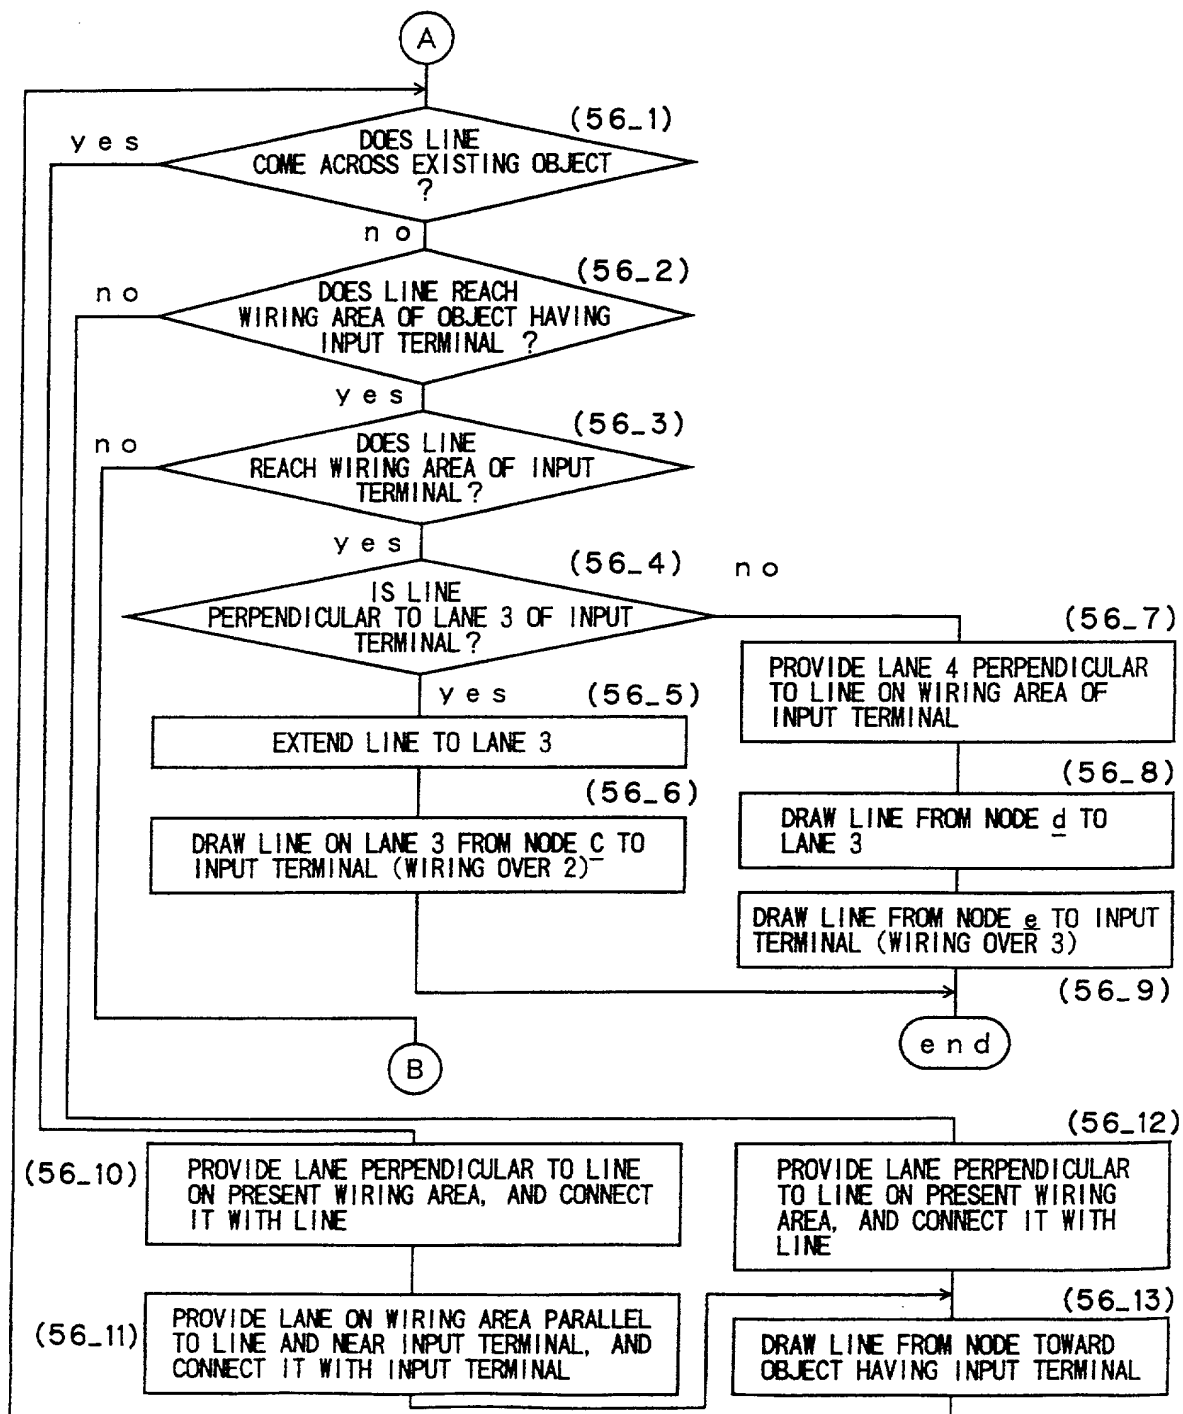 A
(56_1)
yes
DOES LINE
COME ACROSS EXISTING OBJECT
?
no
(56_2)
no
DOES LINE REACH
WIRING AREA OF OBJECT HAVING
INPUT TERMINAL ?
yes
(56_3)
no
DOES LINE
REACH WIRING AREA OF INPUT
TERMINAL?
yes
(56_4)
no
IS LINE
PERPENDICULAR TO LANE 3 OF INPUT
TERMINAL?
yes
(56_5)
EXTEND LINE TO LANE 3
(56_6)
DRAW LINE ON LANE 3 FROM NODE C TO
INPUT TERMINAL (WIRING OVER 2)
(56_7)
PROVIDE LANE 4 PERPENDICULAR
TO LINE ON WIRING AREA OF
INPUT TERMINAL
(56_8)
DRAW LINE FROM NODE d TO
LANE 3
DRAW LINE FROM NODE e TO INPUT
TERMINAL (WIRING OVER 3)
(56_9)
end
B
(56_10)
PROVIDE LANE PERPENDICULAR TO LINE
ON PRESENT WIRING AREA, AND CONNECT
IT WITH LINE
(56_11)
PROVIDE LANE ON WIRING AREA PARALLEL
TO LINE AND NEAR INPUT TERMINAL, AND
CONNECT IT WITH INPUT TERMINAL
(56_12)
PROVIDE LANE PERPENDICULAR
TO LINE ON PRESENT WIRING
AREA, AND CONNECT IT WITH
LINE
(56_13)
DRAW LINE FROM NODE TOWARD
OBJECT HAVING INPUT TERMINAL